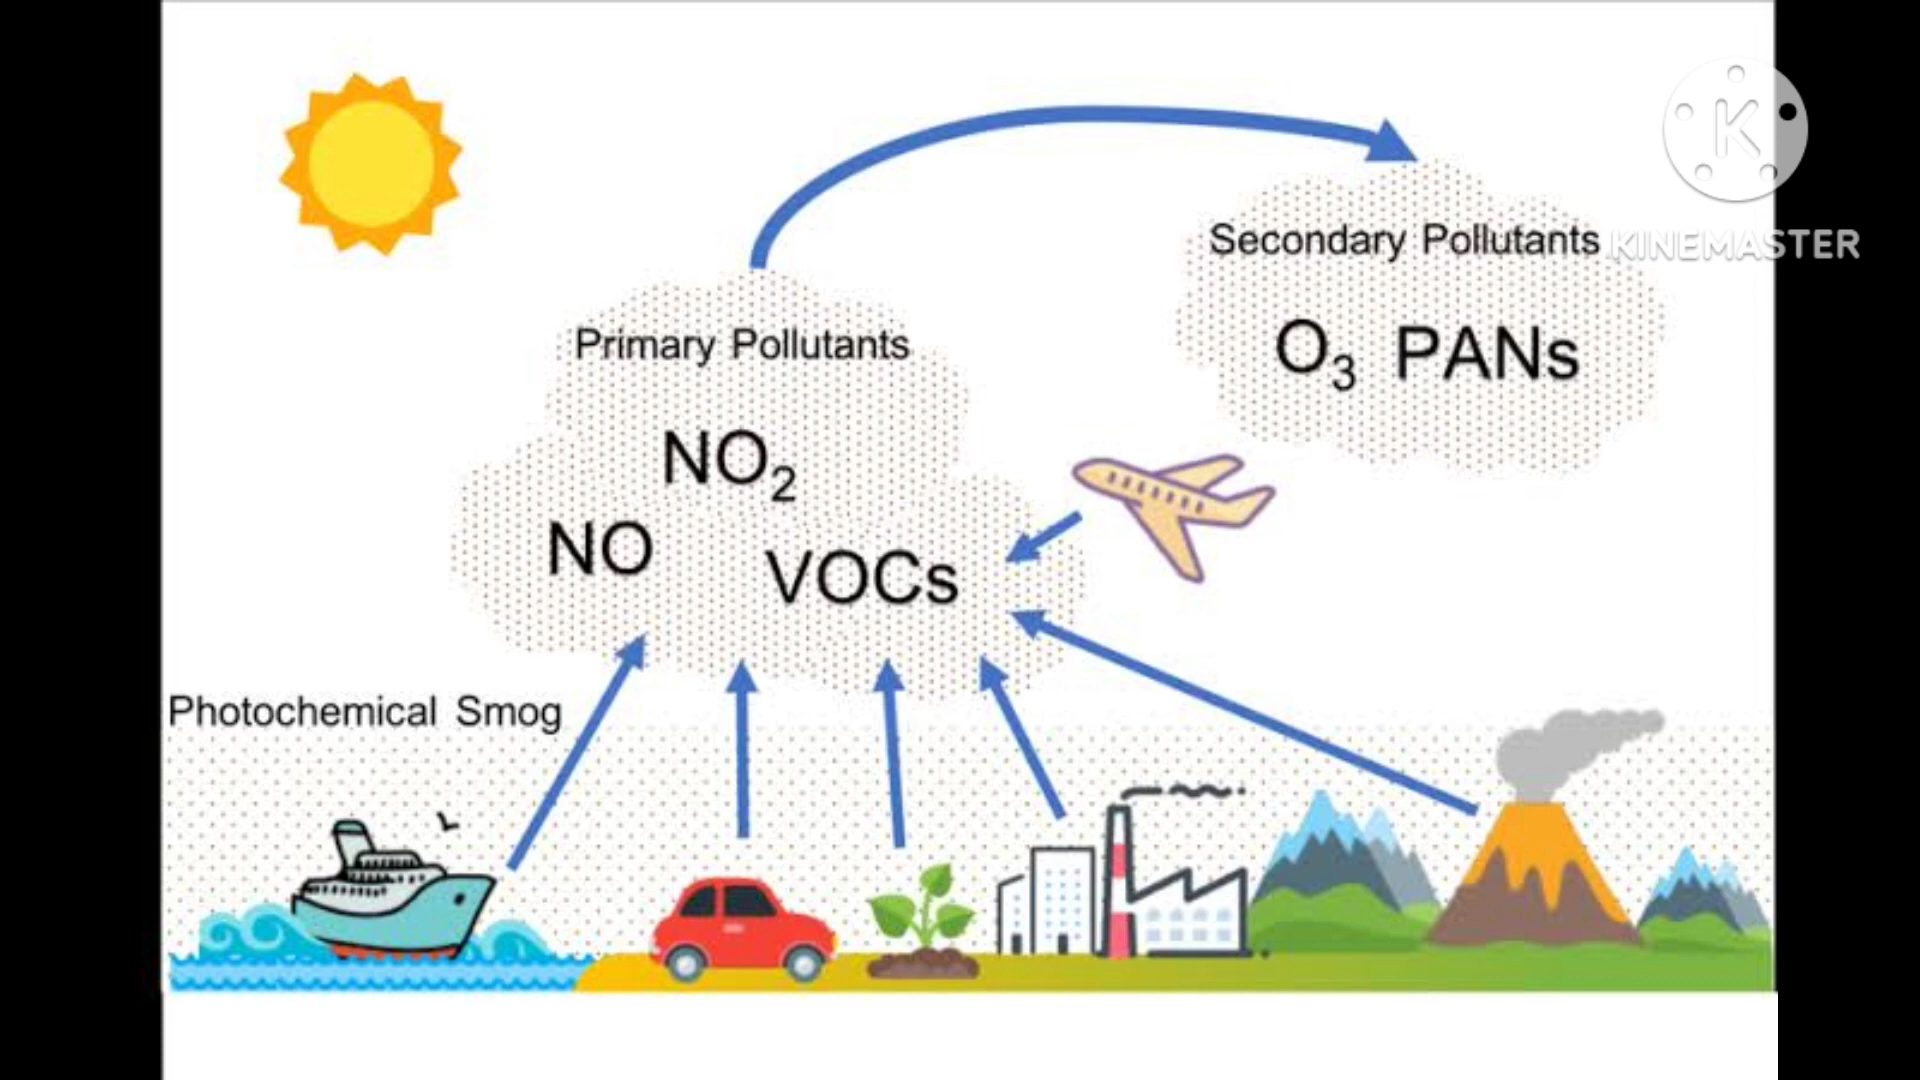 Secondary Pollutants
KINEMASTER
K
O₃ PANs
Primary Pollutants
NO₂
NO
VOCs
Photochemical Smog